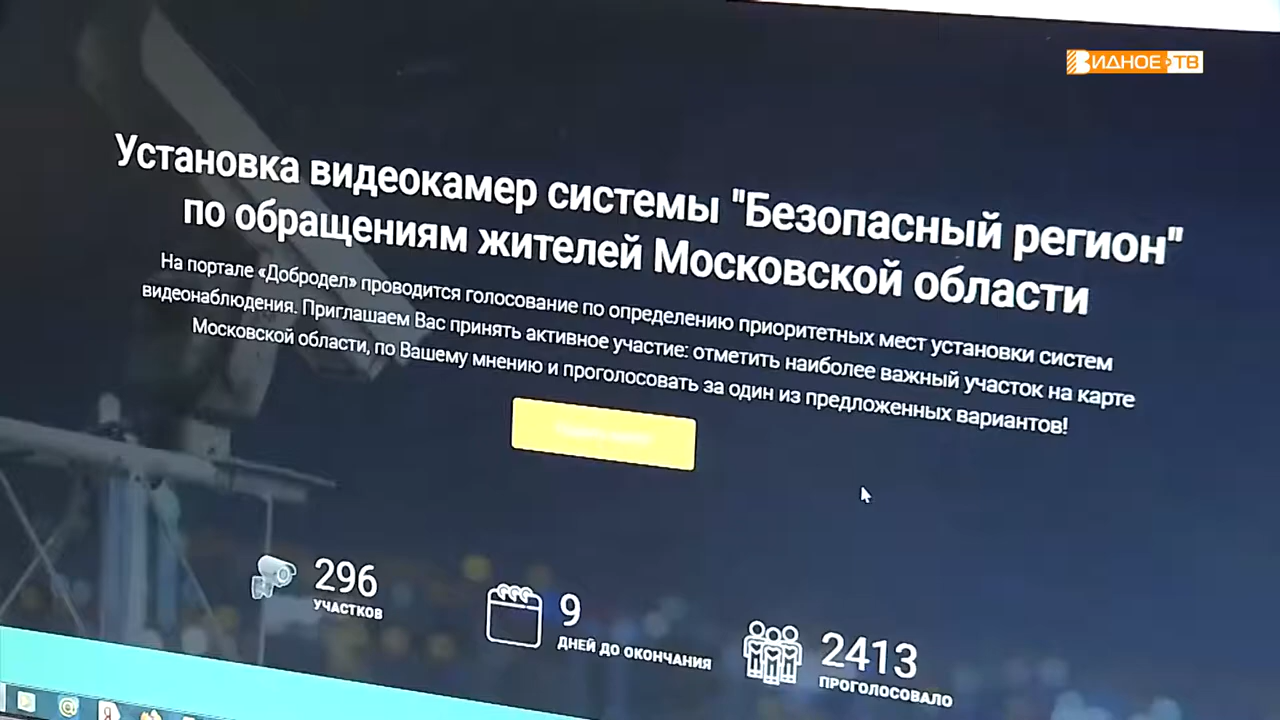 ВИДНОЕ ТВ
Установка видеокамер системы "Безопасный регион"
по обращениям жителей Московской области
На портале «Добродел» проводится голосование по определению приоритетных мест установки систем
видеонаблюдения. Приглашаем Вас принять активное участие: отметить наиболее важный участок на карте
Московской области, по Вашему мнению и проголосовать за один из предложенных вариантов!
296
УЧАСТКОВ
9
ДНЕЙ ДО ОКОНЧАНИЯ
2413
ПРОГОЛОСОВАЛО